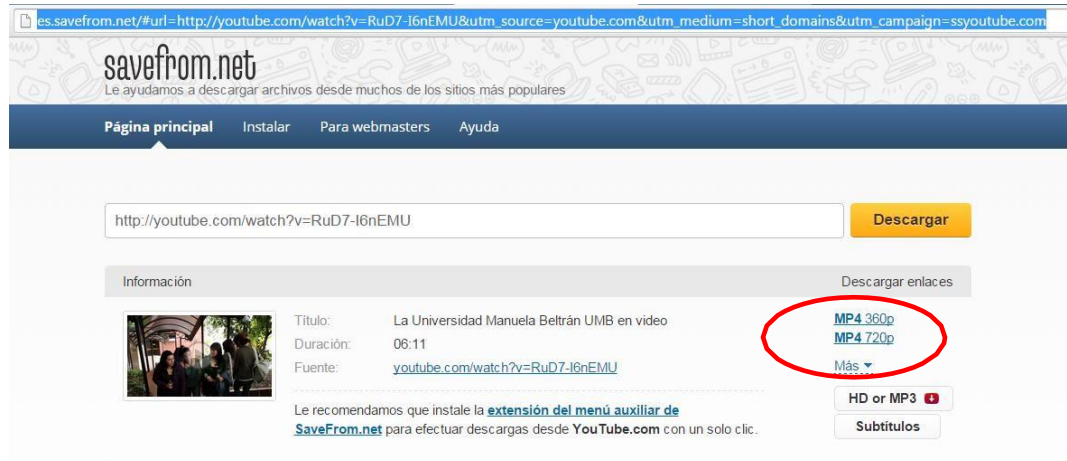 es.savefrom.net/#url=http://youtube.com/watch?v=RuD7-I6nEMU&utm_source=youtube.com&utm_medium=short_domains&utm_campaign=ssyoutube.com
savefrom.net
Le ayudamos a descargar archivos desde muchos de los sitios más populares
Página principal Instalar Para webmasters Ayuda
http://youtube.com/watch?v=RuD7-I6nEMU Descargar
Información Descargar enlaces
Título: La Universidad Manuela Beltrán UMB en video MP4 360p
Duración: 06:11 MP4 720p
Fuente: youtube.com/watch?v=RuD7-I6nEMU Más
HD or MP3
Le recomendamos que instale la extensión del menú auxiliar de
SaveFrom.net para efectuar descargas desde YouTube.com con un solo clic. Subtítulos